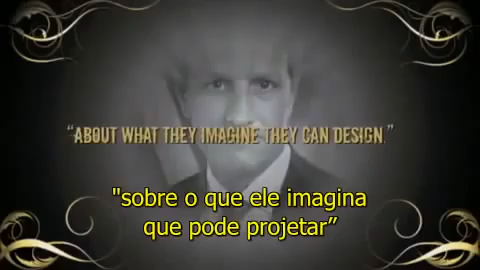 “ABOUT WHAT THEY IMAGINE THEY CAN DESIGN.”
"sobre o que ele imagina
que pode projetar”